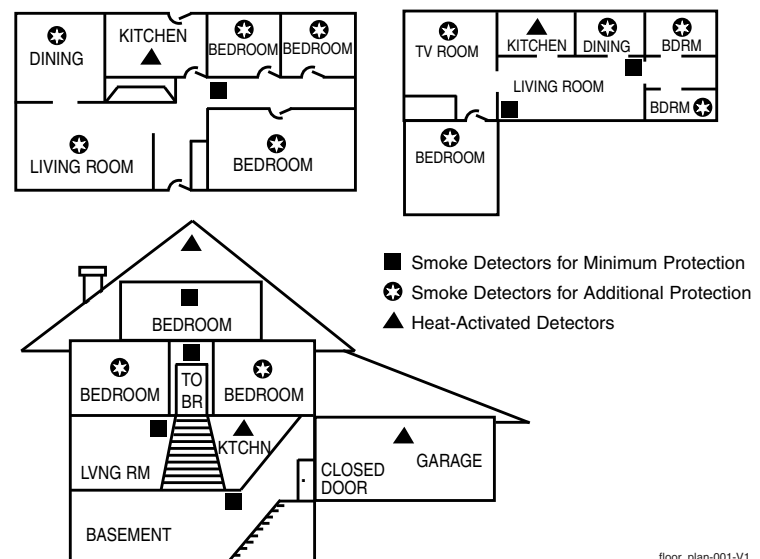 DINING
KITCHEN
BEDROOM
BEDROOM
LIVING ROOM
BEDROOM
TV ROOM
KITCHEN
DINING
BDRM
LIVING ROOM
BDRM
BEDROOM
Smoke Detectors for Minimum Protection
Smoke Detectors for Additional Protection
Heat-Activated Detectors
BEDROOM
BEDROOM
TO
BR
BEDROOM
LVNG RM
KTCHN
CLOSED
DOOR
GARAGE
BASEMENT
floor_plan-001-V1